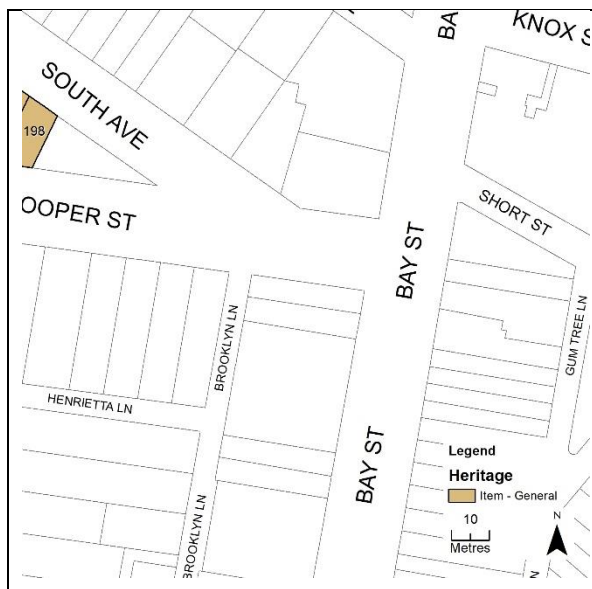 BA
KNOX S
SOUTH AVE
198
SHORT ST
OOPER ST
BAY ST
BROOKLYN LN
GUM TREE LN
HENRIETTA LN
BAY ST
BROOKLYN LN
Legend
Heritage
Item - General
10
Metres
N
N